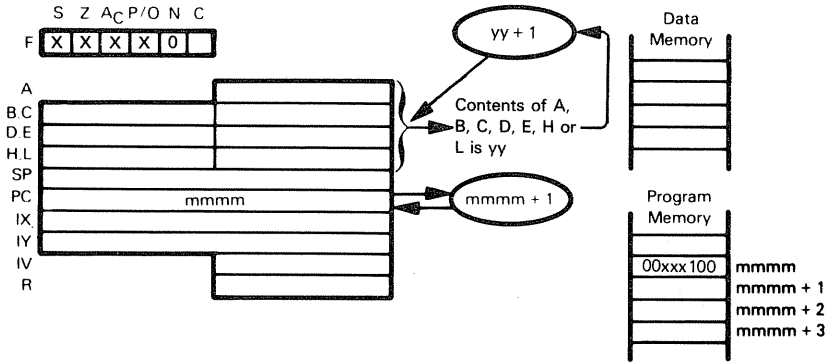 S Z AC P/O N C
F X X X X 0
A
B.C
D.E
H.L
SP
PC mmmm
IX
IY
IV
R
yy + 1
Contents of A,
B, C, D, E, H or
L is yy
mmmm + 1
Data
Memory
Program
Memory
00xxx100 mmmm
mmmm + 1
mmmm + 2
mmmm + 3